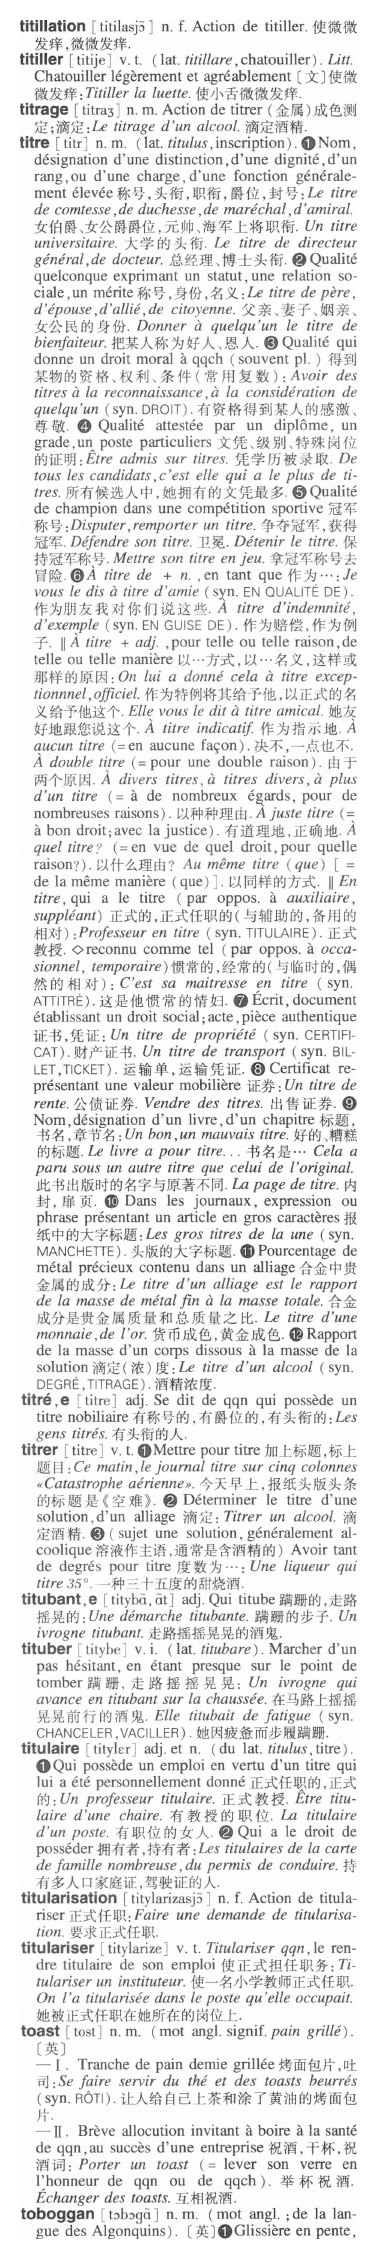 titillation [titilasjɔ̃] n. f. Action de titiller. 使微微
发痒,微微发痒.
titiller [titije] v. t. (lat. titillare, chatouiller). Litt.
Chatouiller légèrement et agréablement [文]使微
微发痒:Titiller la luette. 使小舌微微发痒.
titrage [titraʒ] n. m. Action de titrer (金属)成色测
定;滴定:Le titrage d'un alcool. 滴定酒精.
titre [titr] n. m. (lat. titulus, inscription). ❶Nom,
désignation d'une distinction, d'une dignité, d'un
rang, ou d'une charge, d'une fonction générale-
ment élevée 称号,头衔,职衔,爵位,封号:Le titre
de comtesse, de duchesse, de maréchal, d'amiral.
女伯爵、女公爵爵位,元帅、海军上将职衔. Un titre
universitaire. 大学的头衔. Le titre de directeur
général, de docteur. 总经理、博士头衔. ❷Qualité
quelconque exprimant un statut, une relation so-
ciale, un mérite 称号,身份,名义:Le titre de père,
d'épouse, d'allié, de citoyenne. 父亲、妻子、姻亲、
女公民的身份. Donner à quelqu'un le titre de
bienfaiteur. 把某人称为好人、恩人. ❸Qualité qui
donne un droit moral à qqch (souvent pl.) 得到
某物的资格、权利、条件(常用复数):Avoir des
titres à la reconnaissance, à la considération de
quelqu'un (syn. DROIT). 有资格得到某人的感激、
尊敬. ❹ Qualité attestée par un diplôme, un
grade, un poste particuliers 文凭、级别、特殊岗位
的证明:Être admis sur titres. 凭学历被录取. De
tous les candidats, c'est elle qui a le plus de ti-
tres. 所有候选人中,她拥有的文凭最多. ❺Qualité
de champion dans une compétition sportive 冠军
称号:Disputer, remporter un titre. 争夺冠军,获得
冠军. Défendre son titre. 卫冕. Détenir le titre. 保
持冠军称号. Mettre son titre en jeu. 拿冠军称号去
冒险. ❻À titre de + n. , en tant que 作为…:Je
vous le dis à titre d'amie (syn. EN QUALITÉ DE).
作为朋友我对你们说这些. À titre d'indemnité,
d'exemple (syn. EN GUISE DE). 作为赔偿,作为例
子. ‖ À titre + adj. , pour telle ou telle raison, de
telle ou telle manière 以…方式,以…名义,这样或
那样的原因:On lui a donné cela à titre excep-
tionnnel, officiel. 作为特例将其给予他,以正式的名
义给予他这个. Elle vous le dit à titre amical. 她友
好地跟您说这个. À titre indicatif. 作为指示地. À
aucun titre (=en aucune façon). 决不,一点也不.
À double titre (=pour une double raison). 由于
两个原因. À divers titres, à titres divers, à plus
d'un titre (= à de nombreux égards, pour de
nombreuses raisons). 以种种理由. À juste titre (=
à bon droit; avec la justice). 有道理地,正确地. À
quel titre? (=en vue de quel droit, pour quelle
raison?). 以什么理由? Au même titre (que) [ =
de la même manière (que)]. 以同样的方式. ‖ En
titre, qui a le titre (par oppos. à auxiliaire,
suppléant) 正式的,正式任职的(与辅助的,备用的
相对):Professeur en titre (syn. TITULAIRE). 正式
教授. ◇reconnu comme tel (par oppos. à occa-
sionnel, temporaire) 惯常的,经常的(与临时的,偶
然的相对):C'est sa maitresse en titre (syn.
ATTITRÉ). 这是他惯常的情妇. ❼Écrit, document
établissant un droit social; acte, pièce authentique
证书,凭证:Un titre de propriété (syn. CERTIFI-
CAT). 财产证书. Un titre de transport (syn. BIL-
LET, TICKET). 运输单,运输凭证. ❽Certificat re-
présentant une valeur mobilière 证券:Un titre de
rente. 公债证券. Vendre des titres. 出售证券. ❾
Nom, désignation d'un livre, d'un chapitre 标题,
书名,章节名:Un bon, un mauvais titre. 好的、糟糕
的标题. Le livre a pour titre... 书名是… Cela a
paru sous un autre titre que celui de l'original.
此书出版时的名字与原著不同. La page de titre. 内
封,扉页. ❿Dans les journaux, expression ou
phrase présentant un article en gros caractères 报
纸中的大字标题:Les gros titres de la une (syn.
MANCHETTE). 头版的大字标题. ⓫Pourcentage de
métal précieux contenu dans un alliage 合金中贵
金属的成分:Le titre d'un alliage est le rapport
de la masse de métal fin à la masse totale. 合金
成分是贵金属质量和总质量之比. Le titre d'une
monnaie, de l'or. 货币成色,黄金成色. ⓬Rapport
de la masse d'un corps dissous à la masse de la
solution 滴定(浓)度:Le titre d'un alcool (syn.
DEGRÉ, TITRAGE). 酒精浓度.
titré, e [titre] adj. Se dit de qqn qui possède un
titre nobiliaire 有称号的,有爵位的,有头衔的:Les
gens titrés. 有头衔的人.
titrer [titre] v. t. ❶Mettre pour titre 加上标题,标上
题目:Ce matin, le journal titre sur cinq colonnes
«Catastrophe aérienne». 今天早上,报纸头版头条
的标题是《空难》. ❷ Déterminer le titre d'une
solution, d'un alliage 滴定:Titrer un alcool. 滴
定酒精. ❸(sujet une solution, généralement al-
coolique 溶液作主语,通常是含酒精的) Avoir tant
de degrés pour titre 度数为…:Une liqueur qui
titre 35°. 一种三十五度的甜烧酒.
titubant, e [titybɑ̃, ɑ̃t] adj. Qui titube 蹒跚的,走路
摇晃的:Une démarche titubante. 蹒跚的步子. Un
ivrogne titubant. 走路摇摇晃晃的酒鬼.
tituber [titybe] v. i. (lat. titubare). Marcher d'un
pas hésitant, en étant presque sur le point de
tomber 蹒跚,走路摇摇晃晃:Un ivrogne qui
avance en titubant sur la chaussée. 在马路上摇摇
晃晃前行的酒鬼. Elle titubait de fatigue (syn.
CHANCELER, VACILLER). 她因疲惫而步履蹒跚.
titulaire [titylɛr] adj. et n. (du lat. titulus, titre).
❶Qui possède un emploi en vertu d'un titre qui
lui a été personnellement donné 正式任职的,正式
的:Un professeur titulaire. 正式教授. Être titu-
laire d'une chaire. 有教授的职位. La titulaire
d'un poste. 有职位的女人. ❷Qui a le droit de
posséder 拥有者,持有者:Les titulaires de la carte
de famille nombreuse, du permis de conduire. 持
有多人口家庭证,驾驶证的人.
titularisation [titylarizasjɔ̃] n. f. Action de titula-
riser 正式任职:Faire une demande de titularisa-
tion. 要求正式任职.
titulariser [titylarize] v. t. Titulariser qqn, le ren-
dre titulaire de son emploi 使正式担任职务:Ti-
tulariser un instituteur. 使一名小学教师正式任职.
On l'a titularisée dans le poste qu'elle occupait.
她被正式任职在她所在的岗位上.
toast [tost] n. m. (mot angl. signif. pain grillé).
[英]
—Ⅰ. Tranche de pain demie grillée 烤面包片,吐
司:Se faire servir du thé et des toasts beurrés
(syn. RÔTI). 让人给自己上茶和涂了黄油的烤面包
片.
—Ⅱ. Brève allocution invitant à boire à la santé
de qqn, au succès d'une entreprise 祝酒,干杯,祝
酒词:Porter un toast (= lever son verre en
l'honneur de qqn ou de qqch). 举杯祝酒.
Échanger des toasts. 互相祝酒.
toboggan [tɔbɔgɑ̃] n. m. (mot angl. ; de la lan-
gue des Algonquins). [英]❶Glissière en pente,